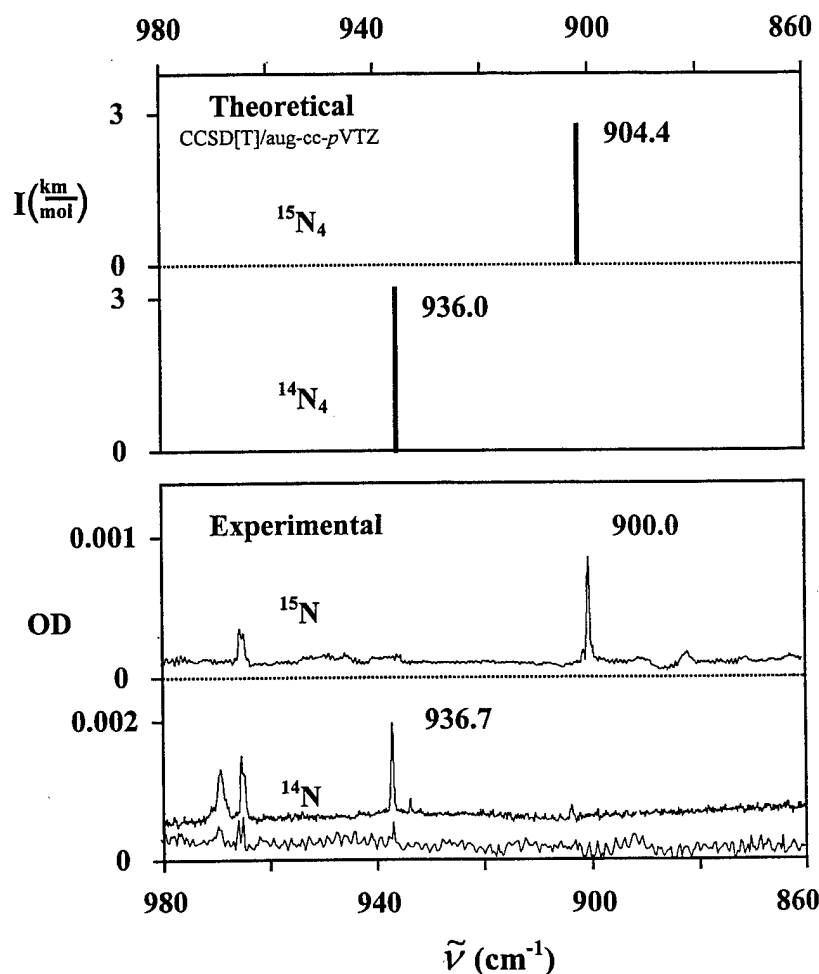 980 940 900 860
Theoretical
CCSD[T]/aug-cc-pVTZ
3
904.4
I(km/mol)
¹⁵N₄
0
3
936.0
¹⁴N₄
0
Experimental
900.0
0.001
¹⁵N
OD
0
0.002
936.7
¹⁴N
0
980 940 900 860
ν̃ (cm⁻¹)